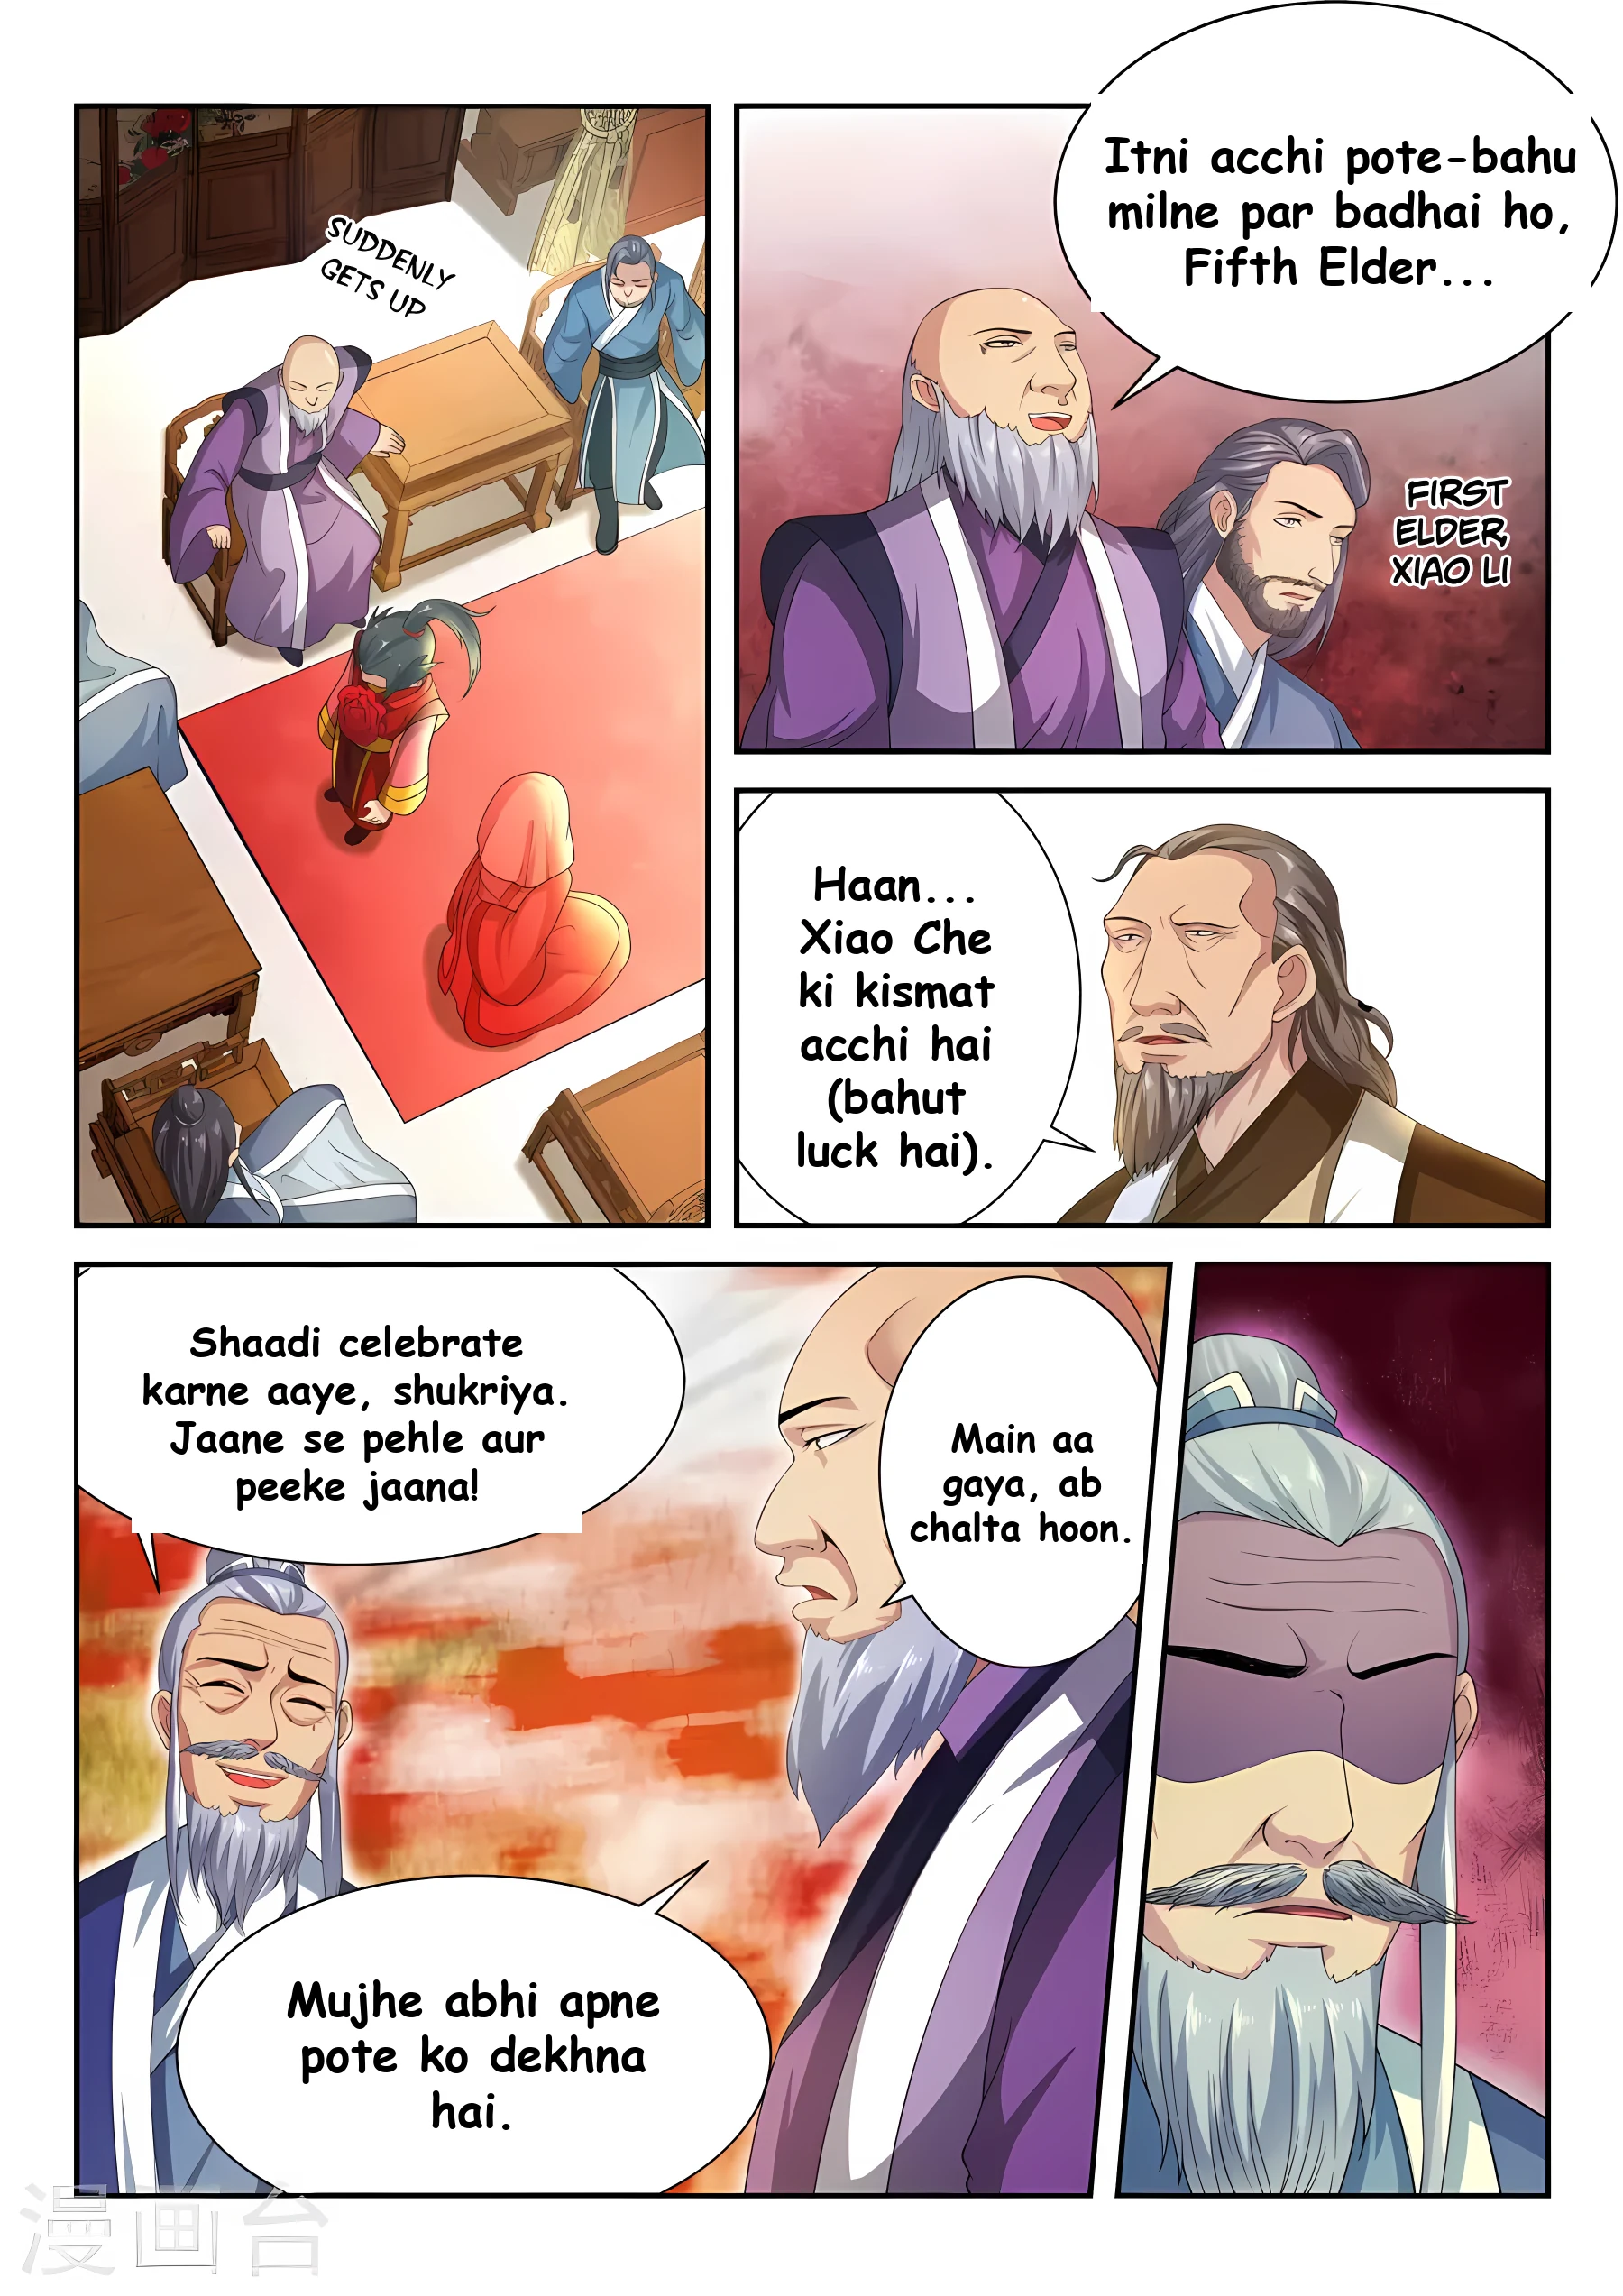 SUDDENLY
GETS UP
Itni acchi pote-bahu
milne par badhai ho,
Fifth Elder...
FIRST
ELDER,
XIAO LI
Haan...
Xiao Che
ki kismat
acchi hai
(bahut
luck hai).
Shaadi celebrate
karne aaye, shukriya.
Jaane se pehle aur
peeke jaana!
Main aa
gaya, ab
chalta hoon.
Mujhe abhi apne
pote ko dekhna
hai.
漫画台